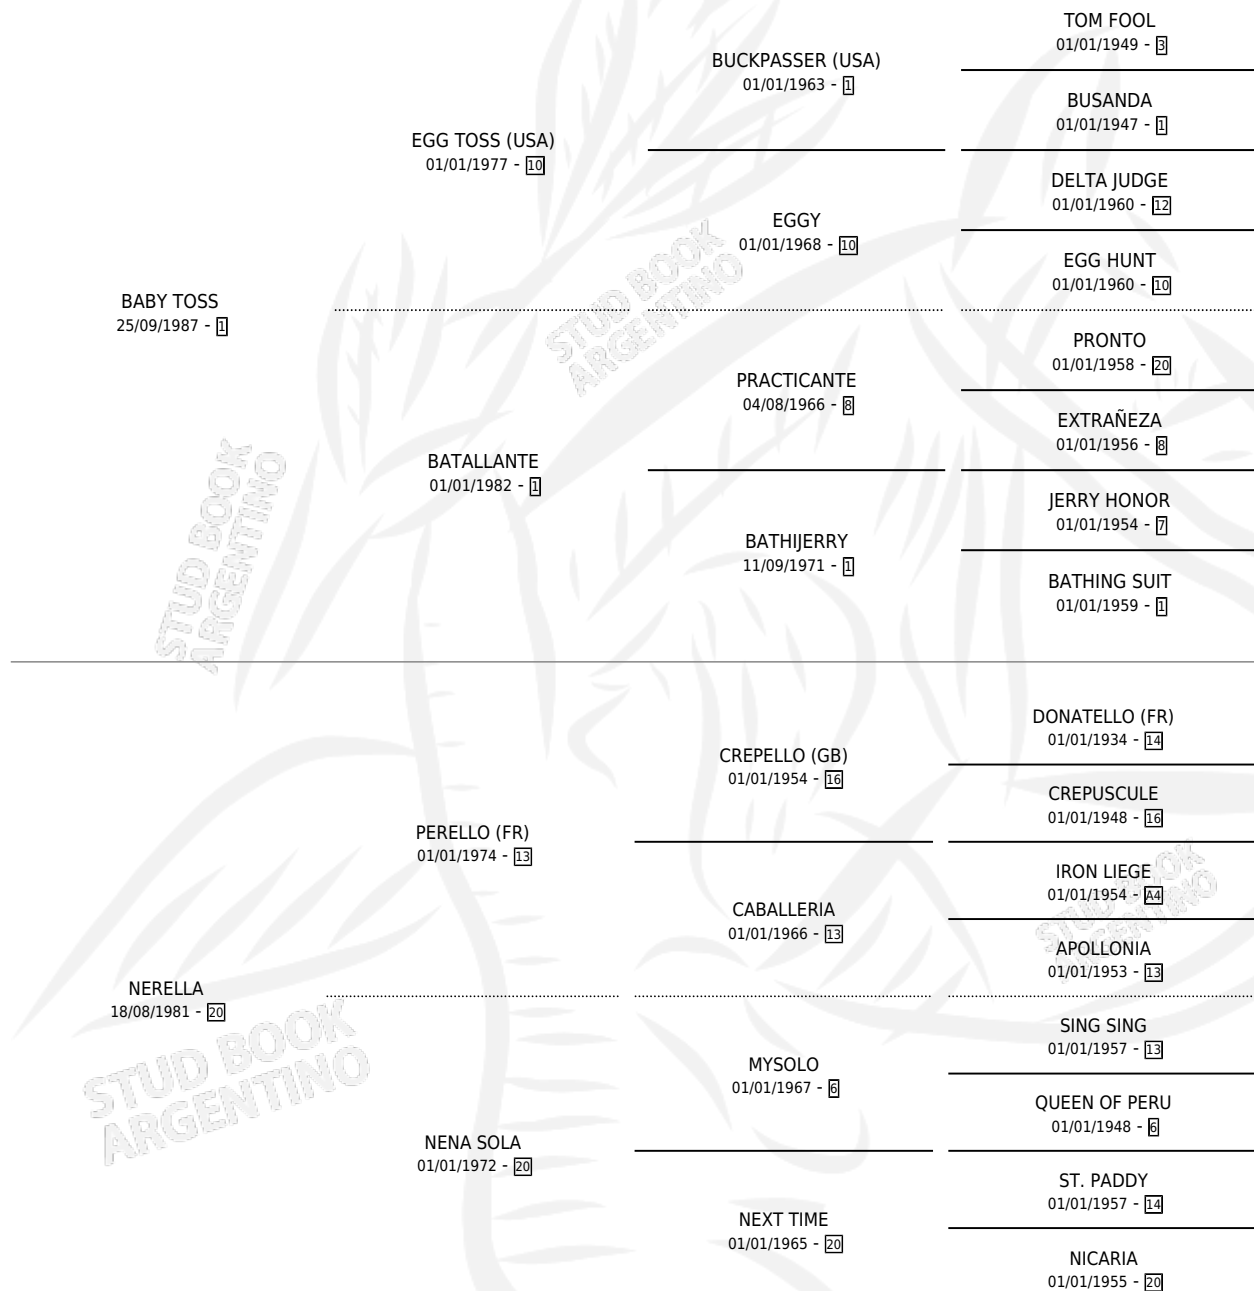 TOM FOOL
01/01/1949 - 3
BUCKPASSER (USA)
01/01/1963 - 1
BUSANDA
01/01/1947 - 1
EGG TOSS (USA)
01/01/1977 - 10
DELTA JUDGE
01/01/1960 - 12
EGGY
01/01/1968 - 10
EGG HUNT
01/01/1960 - 10
BABY TOSS
25/09/1987 - 1
PRONTO
01/01/1958 - 20
PRACTICANTE
04/08/1966 - 8
EXTRAÑEZA
01/01/1956 - 8
BATALLANTE
01/01/1982 - 1
JERRY HONOR
01/01/1954 - 7
BATHIJERRY
11/09/1971 - 1
BATHING SUIT
01/01/1959 - 1
DONATELLO (FR)
01/01/1934 - 14
CREPELLO (GB)
01/01/1954 - 16
CREPUSCULE
01/01/1948 - 16
PERELLO (FR)
01/01/1974 - 13
IRON LIEGE
01/01/1954 - A4
CABALLERIA
01/01/1966 - 13
APOLLONIA
01/01/1953 - 13
NERELLA
18/08/1981 - 20
SING SING
01/01/1957 - 13
MYSOLO
01/01/1967 - 6
QUEEN OF PERU
01/01/1948 - 6
NENA SOLA
01/01/1972 - 20
ST. PADDY
01/01/1957 - 14
NEXT TIME
01/01/1965 - 20
NICARIA
01/01/1955 - 20
STUD BOOK
ARGENTINO
STUD BOOK
ARGENTINO
STUD BOOK
ARGENTINO
STUD BOOK
ARGENTINO